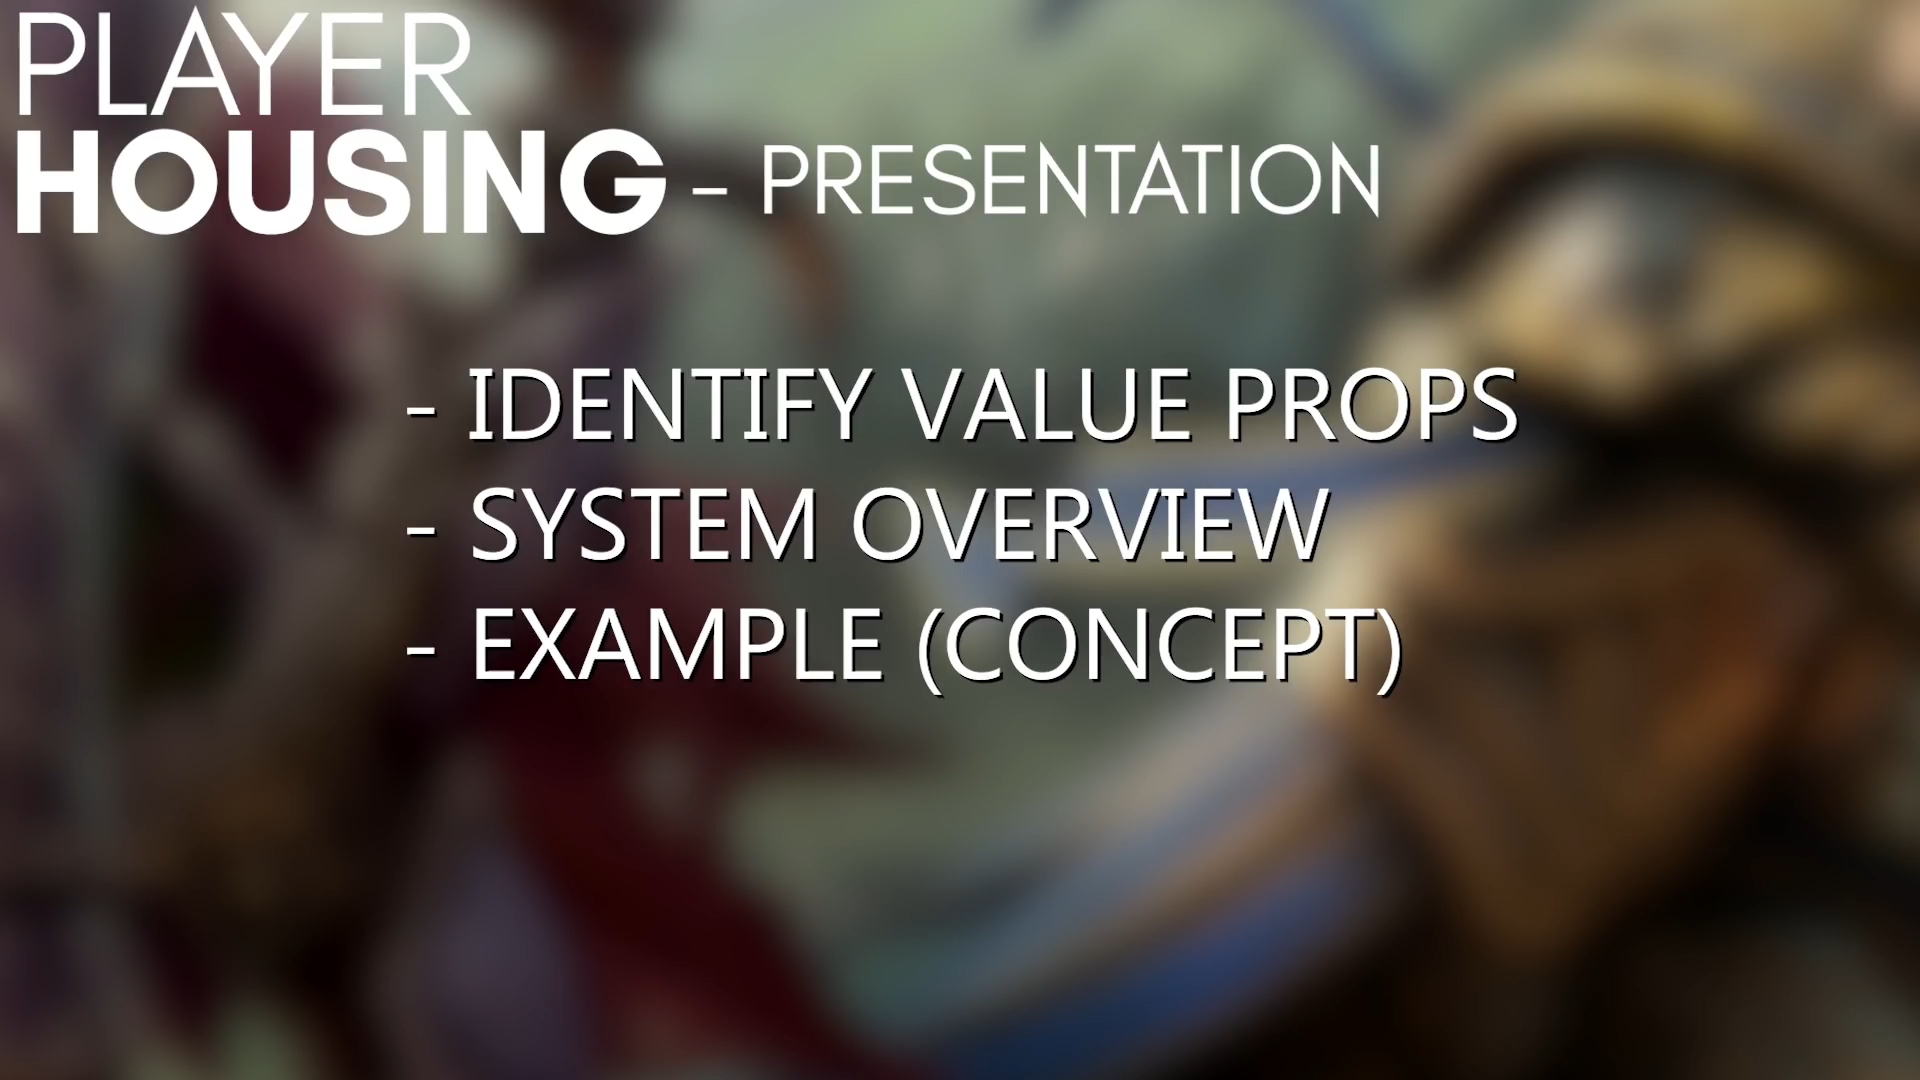 PLAYER
HOUSING – PRESENTATION
- IDENTIFY VALUE PROPS
- SYSTEM OVERVIEW
- EXAMPLE (CONCEPT)